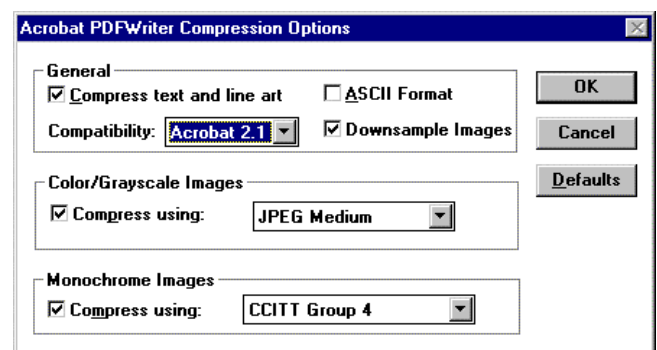 Acrobat PDFWriter Compression Options
General
Compress text and line art
ASCII Format
OK
Compatibility: Acrobat 2.1
Downsample Images
Cancel
Defaults
Color/Grayscale Images
Compress using: JPEG Medium
Monochrome Images
Compress using: CCITT Group 4